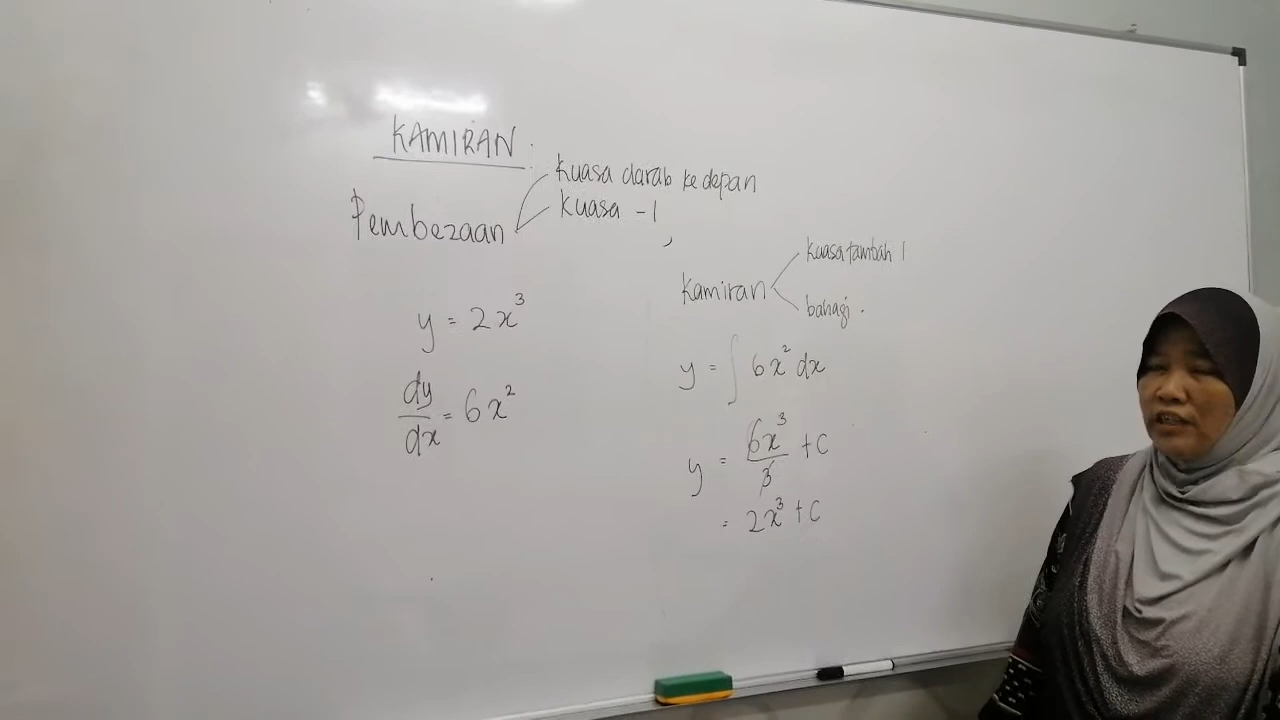 KAMIRAN
Pembezaan
kuasa darab ke depan
kuasa -1
y = 2x³
dy/dx = 6x²
Kamiran
kuasa tambah 1
bahagi.
y = ∫ 6x² dx
y = 6x³/3 + C
= 2x³ + C